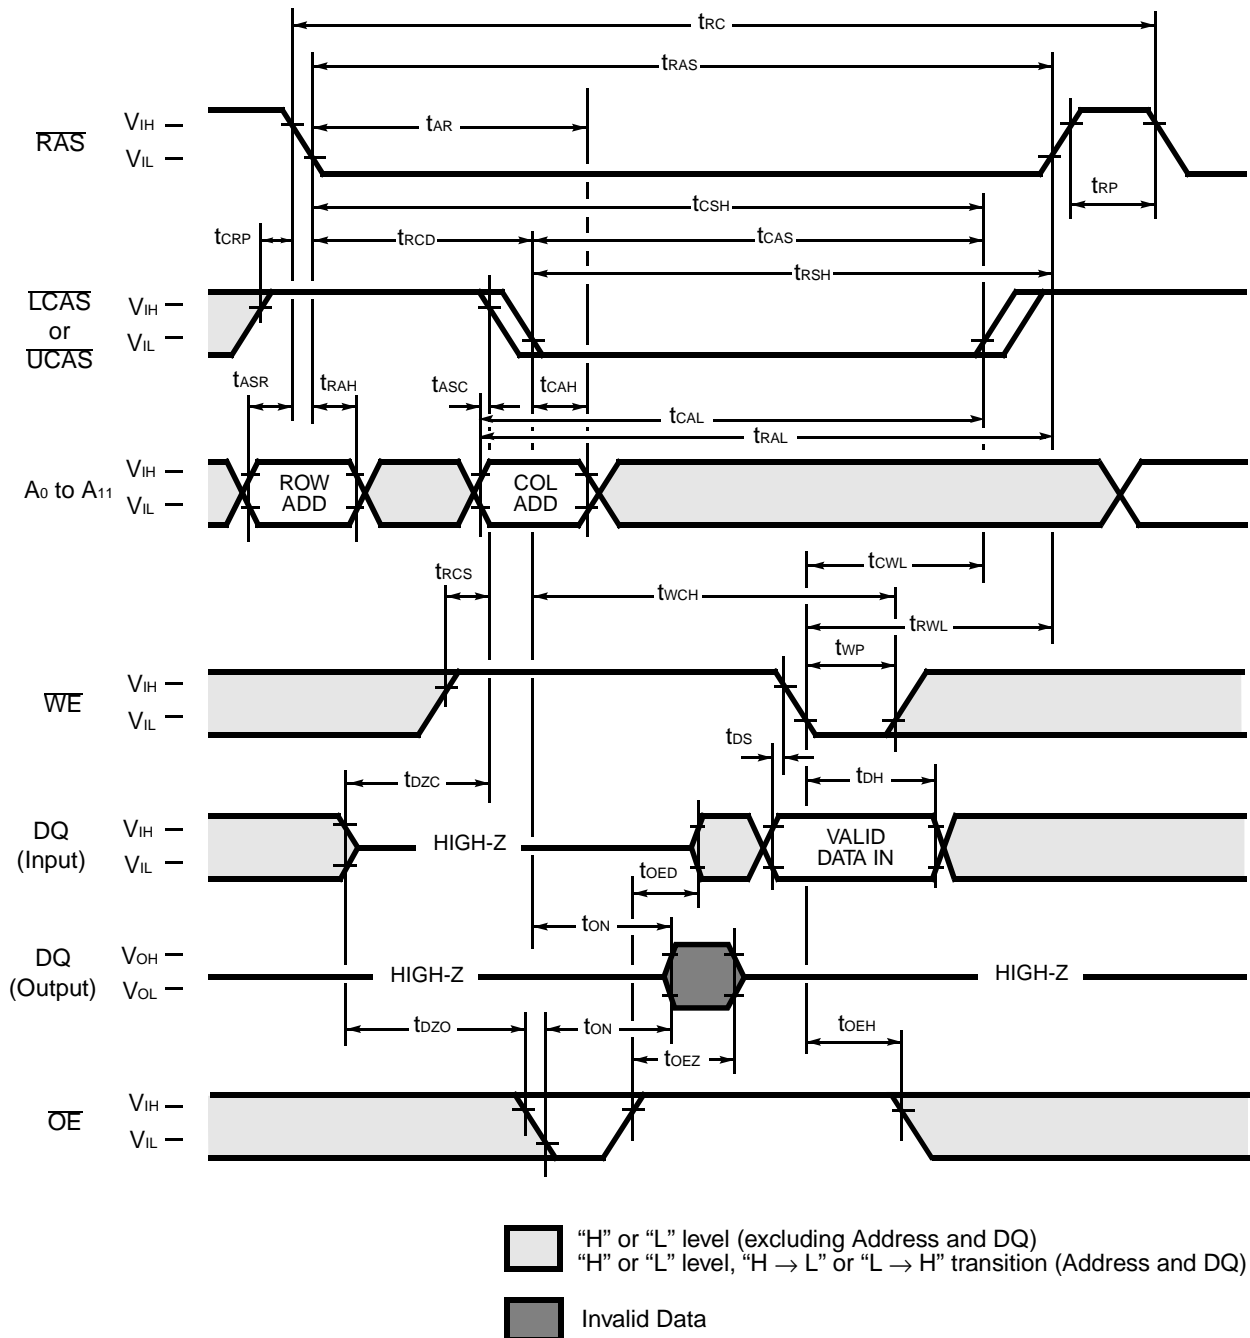 tRC
tRAS
tAR
RAS
VIH
VIL
tRP
tCSH
tCRP
tRCD
tCAS
tRSH
LCAS
or
UCAS
VIH
VIL
tASR
tRAH
tASC
tCAH
tCAL
tRAL
A0 to A11
VIH
VIL
ROW
ADD
COL
ADD
tRCS
tCWL
tWCH
tRWL
tWP
WE
VIH
VIL
tDS
tDZC
tDH
DQ
(Input)
VIH
VIL
HIGH-Z
VALID
DATA IN
tOED
tON
DQ
(Output)
VOH
VOL
HIGH-Z
HIGH-Z
tDZO
tON
tOEZ
tOEH
OE
VIH
VIL
“H” or “L” level (excluding Address and DQ)
“H” or “L” level, “H → L” or “L → H” transition (Address and DQ)
Invalid Data